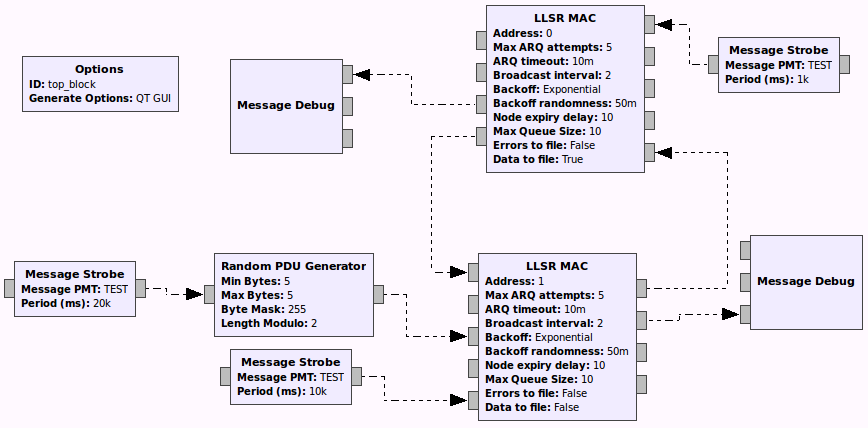 LLSR MAC
Address: 0
Max ARQ attempts: 5
ARQ timeout: 10m
Broadcast interval: 2
Backoff: Exponential
Backoff randomness: 50m
Node expiry delay: 10
Max Queue Size: 10
Errors to file: False
Data to file: True
Message Strobe
Message PMT: TEST
Period (ms): 1k
Options
ID: top_block
Generate Options: QT GUI
Message Debug
Message Strobe
Message PMT: TEST
Period (ms): 20k
Random PDU Generator
Min Bytes: 5
Max Bytes: 5
Byte Mask: 255
Length Modulo: 2
Message Strobe
Message PMT: TEST
Period (ms): 10k
LLSR MAC
Address: 1
Max ARQ attempts: 5
ARQ timeout: 10m
Broadcast interval: 2
Backoff: Exponential
Backoff randomness: 50m
Node expiry delay: 10
Max Queue Size: 10
Errors to file: False
Data to file: False
Message Debug